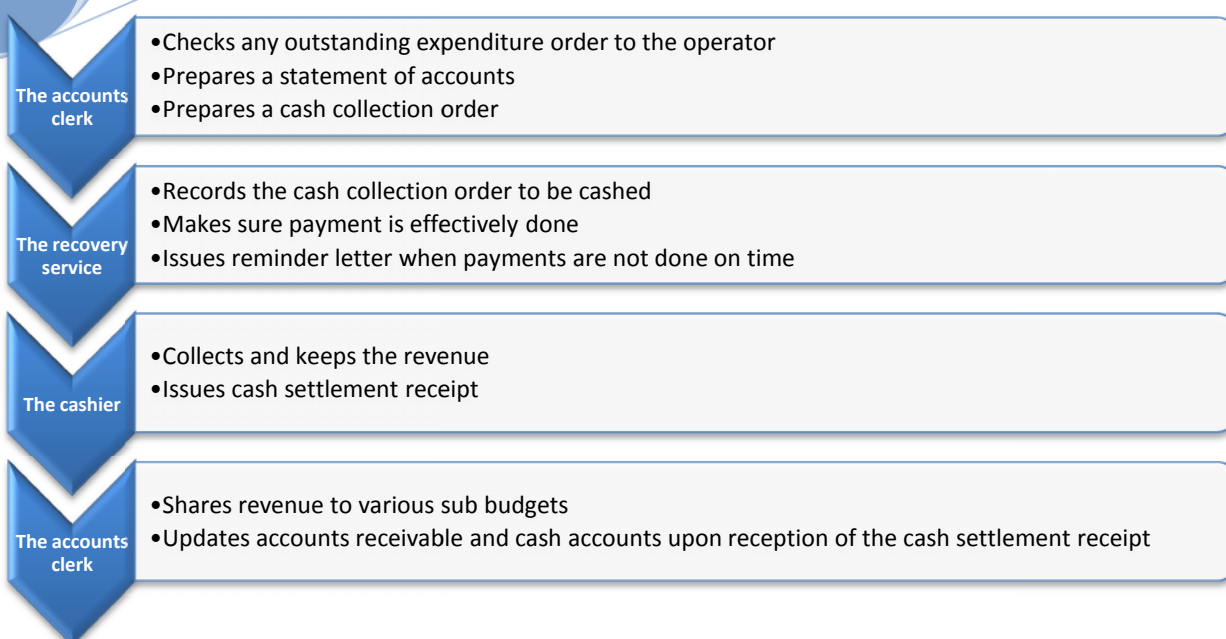 The accounts
clerk
•Checks any outstanding expenditure order to the operator
•Prepares a statement of accounts
•Prepares a cash collection order
The recovery
service
•Records the cash collection order to be cashed
•Makes sure payment is effectively done
•Issues reminder letter when payments are not done on time
The cashier
•Collects and keeps the revenue
•Issues cash settlement receipt
The accounts
clerk
•Shares revenue to various sub budgets
•Updates accounts receivable and cash accounts upon reception of the cash settlement receipt